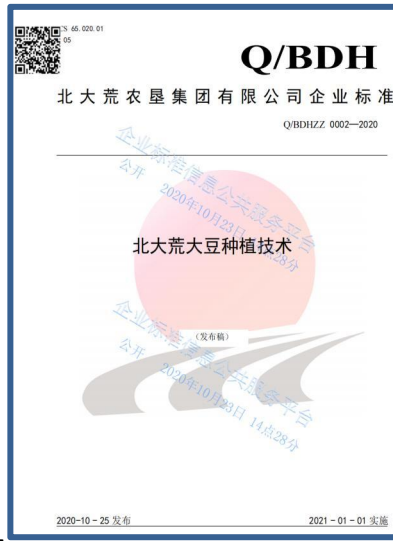 CS 65.020.01
05
Q/BDH
北大荒农垦集团有限公司企业标准
Q/BDHZZ 0002—2020
企业标准信息公共服务平台
公开 2020年10月23日 14点28分
北大荒大豆种植技术
（发布稿）
企业标准信息公共服务平台
公开 2020年10月23日 14点28分
2020-10-25 发布
2021-01-01 实施